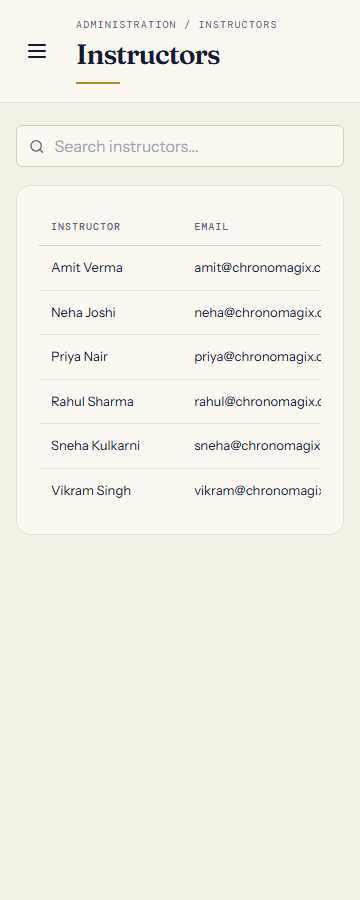 ADMINISTRATION / INSTRUCTORS
Instructors
Search instructors...
INSTRUCTOR EMAIL
Amit Verma amit@chronomagix.c
Neha Joshi neha@chronomagix.c
Priya Nair priya@chronomagix.c
Rahul Sharma rahul@chronomagix.c
Sneha Kulkarni sneha@chronomagix
Vikram Singh vikram@chronomagix